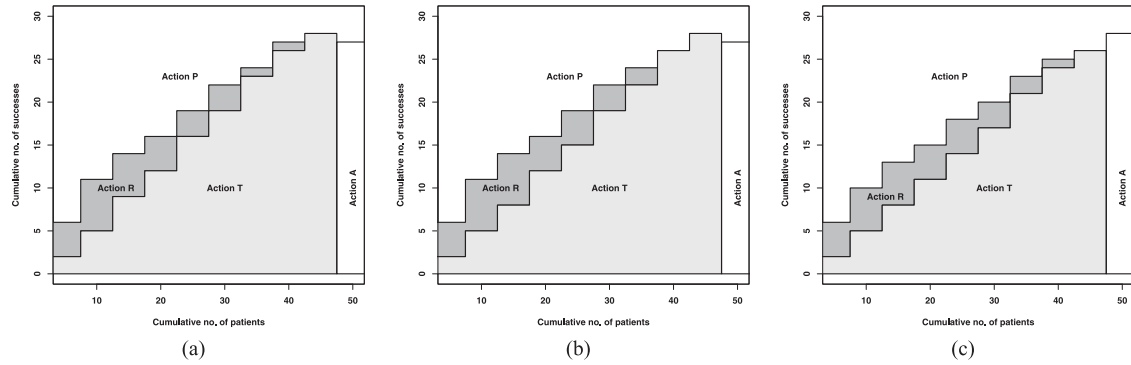 Cumulative no. of successes
30
25
20
15
10
5
0
Action P
Action R
Action T
Action A
10 20 30 40 50
Cumulative no. of patients
(a)
Cumulative no. of successes
30
25
20
15
10
5
0
Action P
Action R
Action T
Action A
10 20 30 40 50
Cumulative no. of patients
(b)
Cumulative no. of successes
30
25
20
15
10
5
0
Action P
Action R
Action T
Action A
10 20 30 40 50
Cumulative no. of patients
(c)